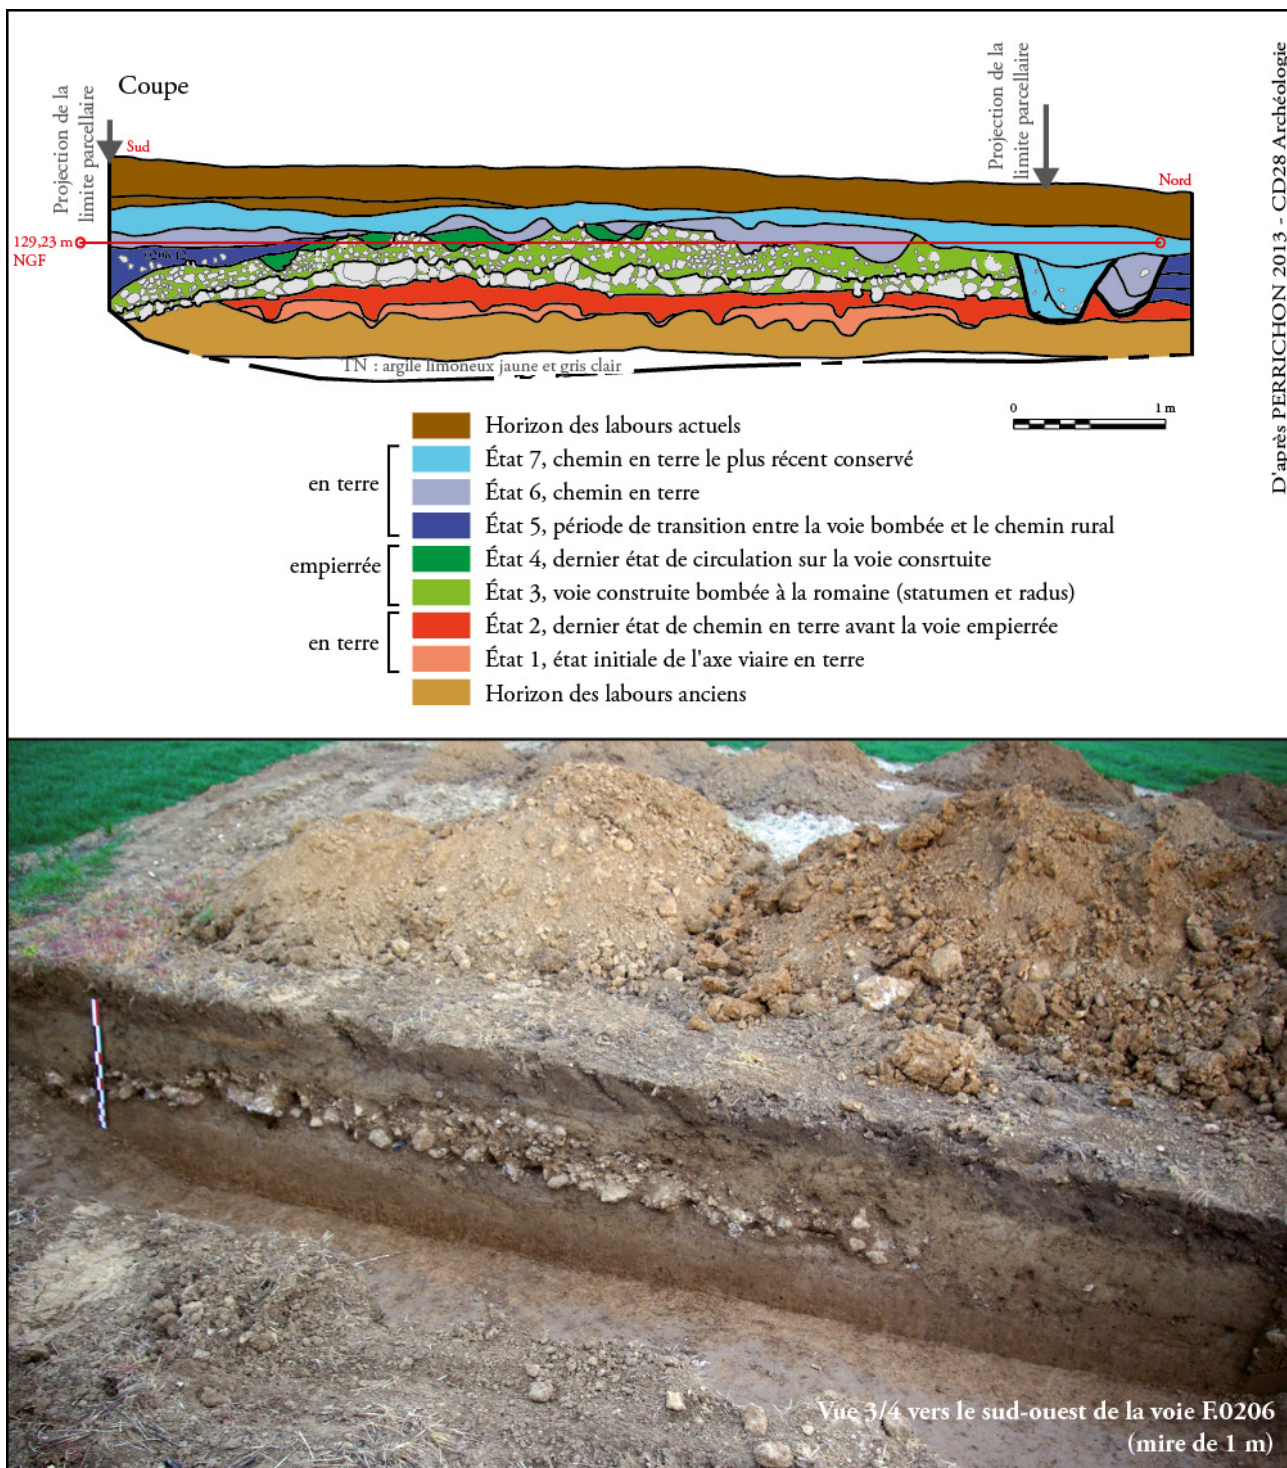 Coupe
Projection de la
limite parcellaire
Sud
Projection de la
limite parcellaire
Nord
129,23 m
NGF
TN : argile limoneux jaune et gris clair
0
1 m
Horizon des labours actuels
en terre
État 7, chemin en terre le plus récent conservé
État 6, chemin en terre
État 5, période de transition entre la voie bombée et le chemin rural
empierrée
État 4, dernier état de circulation sur la voie consrtuite
État 3, voie construite bombée à la romaine (statumen et radus)
en terre
État 2, dernier état de chemin en terre avant la voie empierrée
État 1, état initiale de l'axe viaire en terre
Horizon des labours anciens
D'après PERRICHON 2013 - CD28 Archéologie
Vue 3/4 vers le sud-ouest de la voie F.0206
(mire de 1 m)